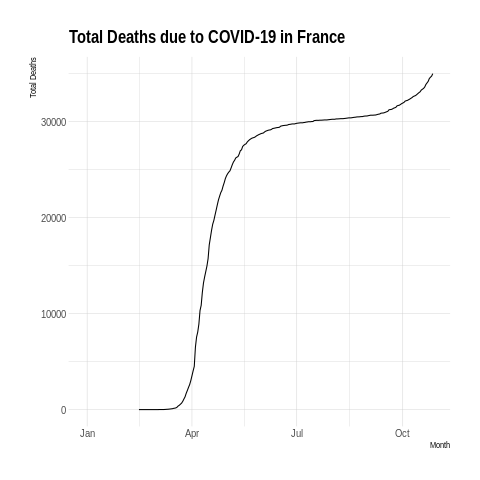 Total Deaths due to COVID-19 in France
Total Deaths
30000
20000
10000
0
Jan Apr Jul Oct
Month